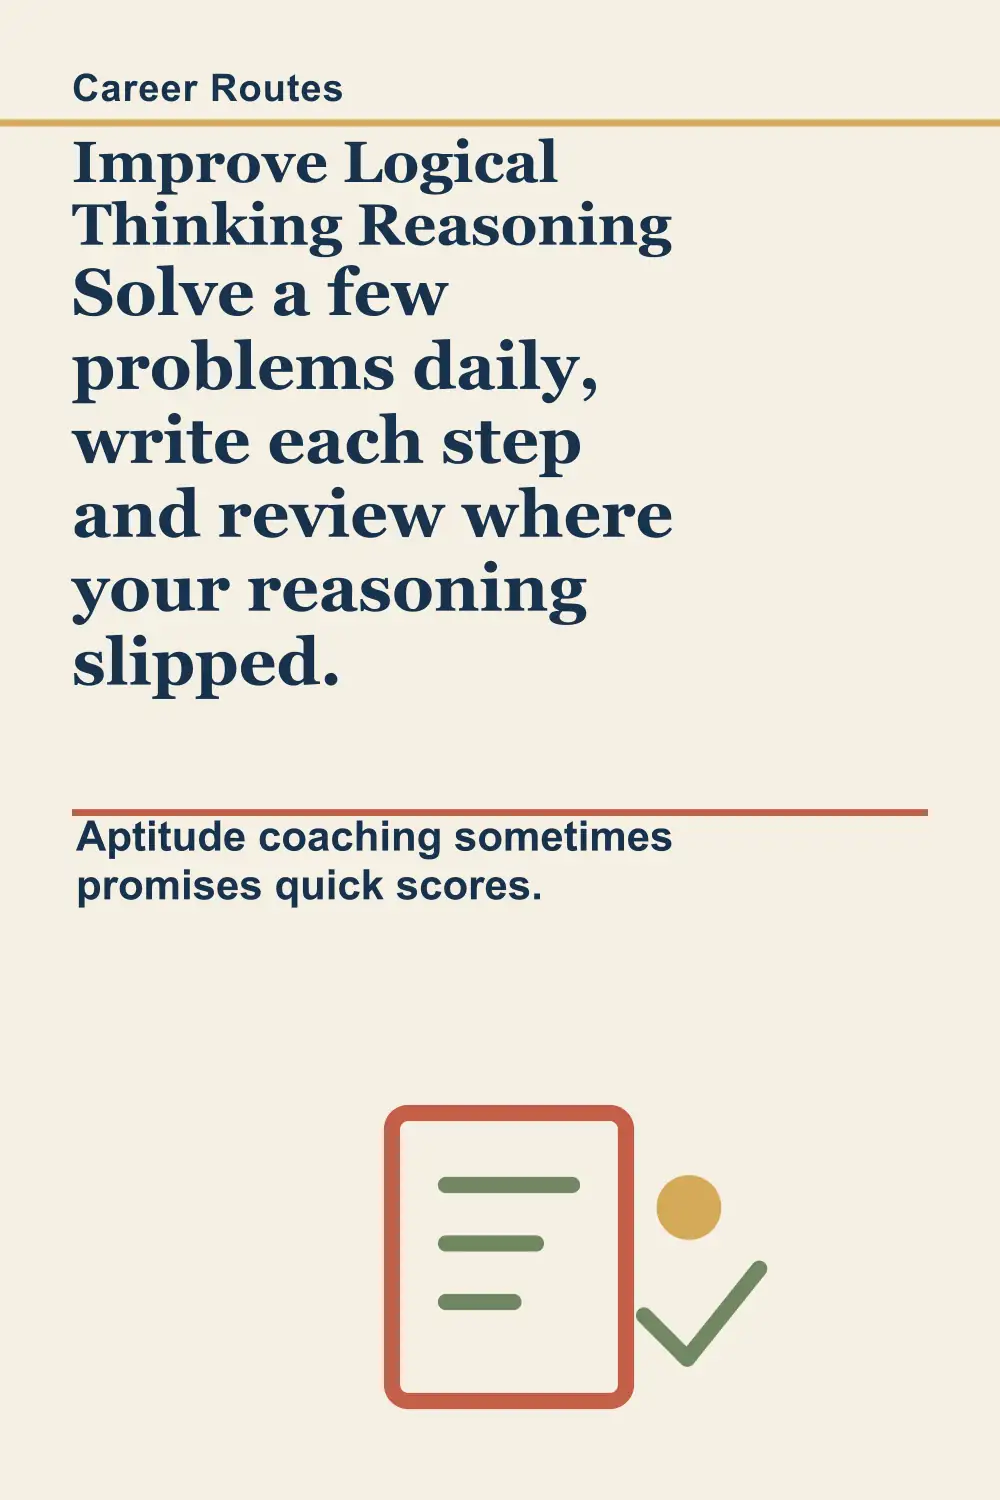 Career Routes
Improve Logical
Thinking Reasoning
Solve a few
problems daily,
write each step
and review where
your reasoning
slipped.
Aptitude coaching sometimes
promises quick scores.